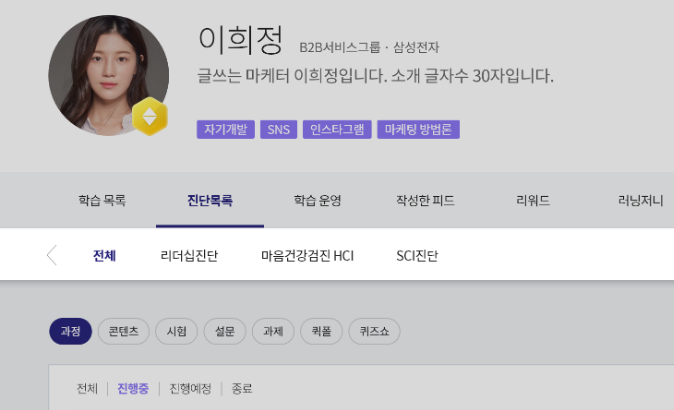 이희정 B2B서비스그룹 · 삼성전자
글쓰는 마케터 이희정입니다. 소개 글자수 30자입니다.
자기개발 SNS 인스타그램 마케팅 방법론
학습 목록 진단목록 학습 운영 작성한 피드 리워드 러닝저니
전체 리더십진단 마음건강검진 HCI SCI진단
과정 콘텐츠 시험 설문 과제 퀵폴 퀴즈쇼
전체 | 진행중 | 진행예정 | 종료